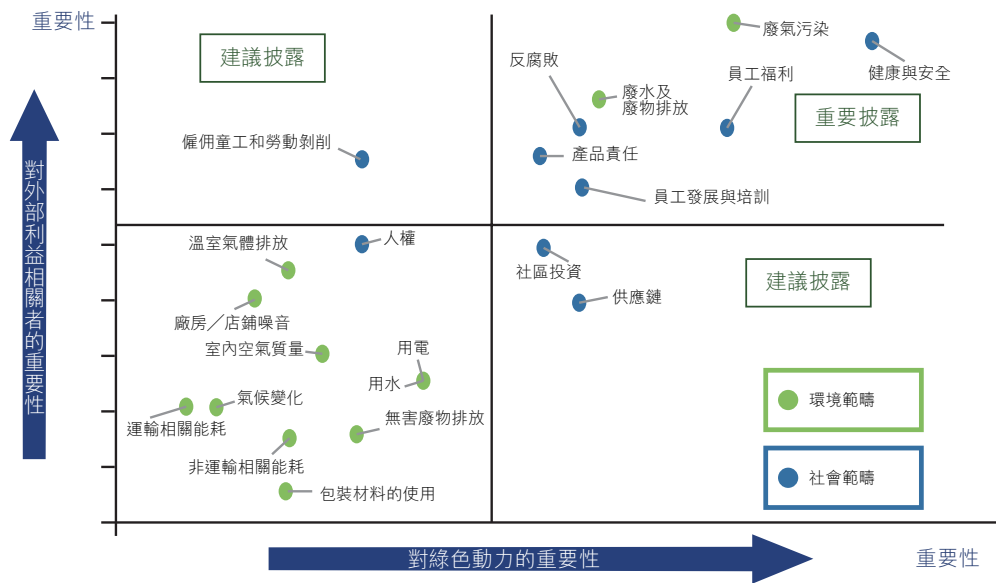 重要性
建議披露
廢氣污染
健康與安全
反腐敗
員工福利
廢水及
廢物排放
重要披露
僱佣童工和勞動剝削
產品責任
員工發展與培訓
對外部利益相關者的重要性
人權
溫室氣體排放
社區投資
建議披露
供應鏈
廠房／店鋪噪音
室內空氣質量
用電
用水
氣候變化
環境範疇
無害廢物排放
運輸相關能耗
非運輸相關能耗
社會範疇
包裝材料的使用
對綠色動力的重要性
重要性